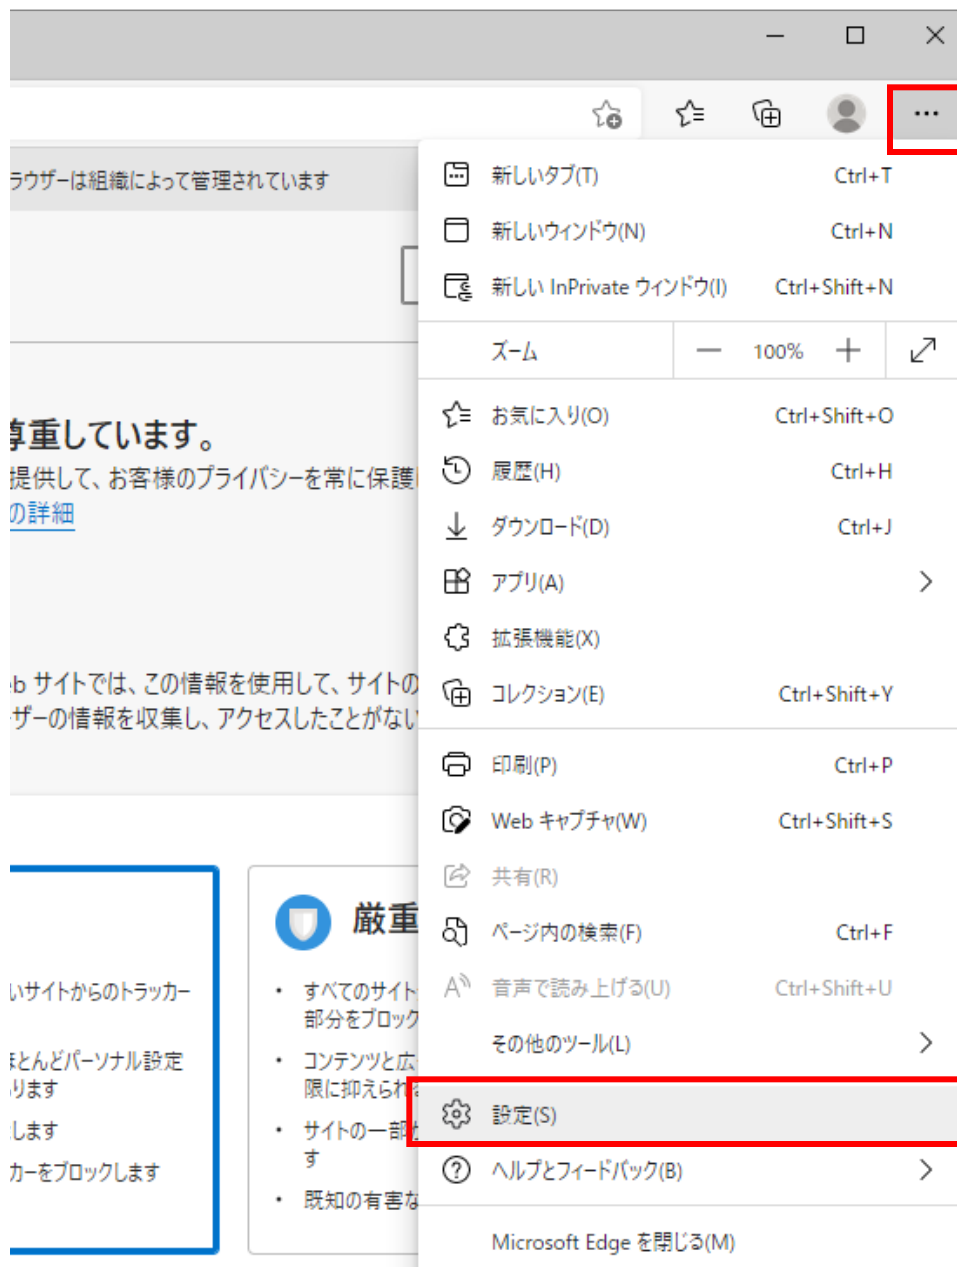 ラウザーは組織によって管理されています
新しいタブ(T) Ctrl+T
新しいウィンドウ(N) Ctrl+N
新しい InPrivate ウィンドウ(I) Ctrl+Shift+N
ズーム 100%
尊重しています。
提供して、お客様のプライバシーを常に保護
の詳細
お気に入り(O) Ctrl+Shift+O
履歴(H) Ctrl+H
ダウンロード(D) Ctrl+J
アプリ(A)
拡張機能(X)
コレクション(E) Ctrl+Shift+Y
eb サイトでは、この情報を使用して、サイトの
ーザーの情報を収集し、アクセスしたことがない
印刷(P) Ctrl+P
Web キャプチャ(W) Ctrl+Shift+S
共有(R)
ページ内の検索(F) Ctrl+F
音声で読み上げる(U) Ctrl+Shift+U
その他のツール(L)
設定(S)
ヘルプとフィードバック(B)
Microsoft Edge を閉じる(M)
いサイトからのトラッカー
ほとんどパーソナル設定
ります
します
カーをブロックします
厳重
• すべてのサイト
部分をブロック
• コンテンツと広
限に抑えられ
• サイトの一部が
す
• 既知の有害な